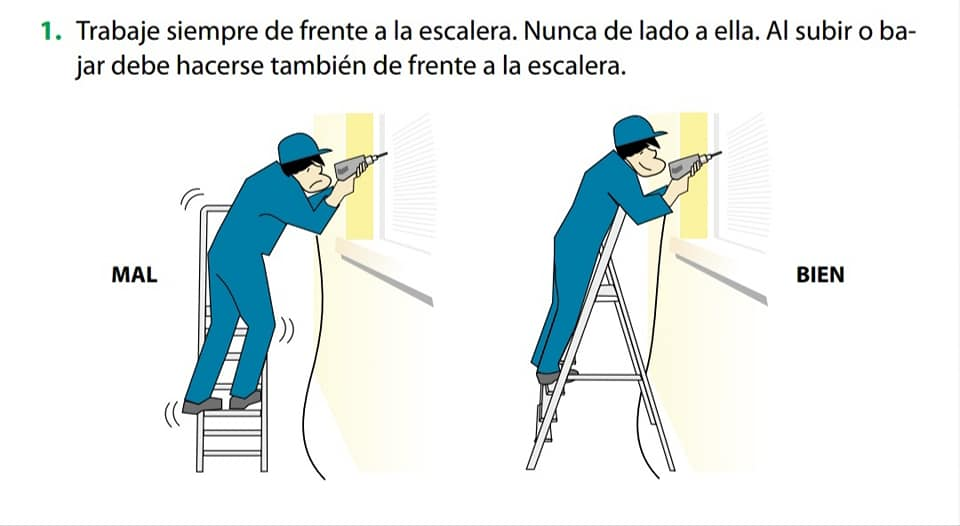 1. Trabaje siempre de frente a la escalera. Nunca de lado a ella. Al subir o ba-
jar debe hacerse también de frente a la escalera.
MAL
BIEN